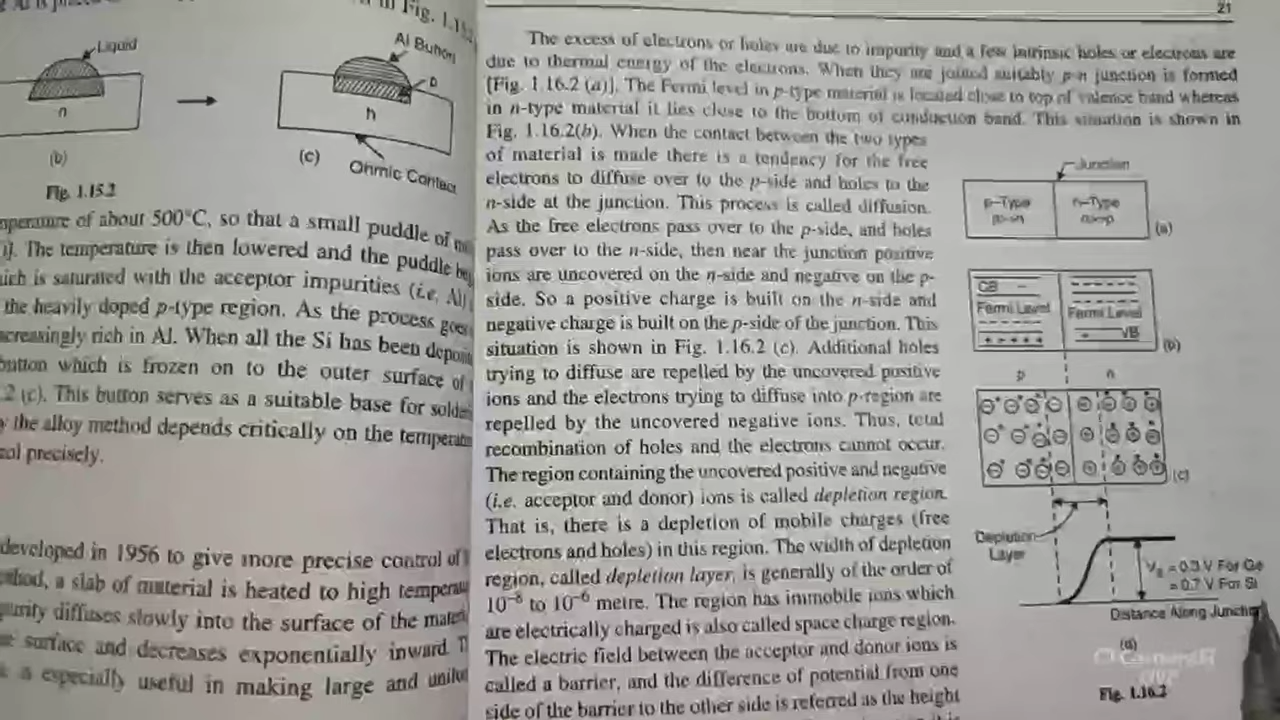 Fig. 1.15.2
Liquid
n
(b)
Al Button
n
(c)
Ohmic Contact
Fig. 1.15.2
temperature of about 500°C, so that a small puddle of
The temperature is then lowered and the puddle
which is saturated with the acceptor impurities (i.e. Al)
the heavily doped p-type region. As the process goes
increasingly rich in Al. When all the Si has been
button which is frozen on to the outer surface of
2 (c). This button serves as a suitable base for
the alloy method depends critically on the
precisely.
developed in 1956 to give more precise control of
a slab of material is heated to high
diffuses slowly into the surface of the
surface and decreases exponentially inward.
a especially useful in making large and
21
The excess of electrons or holes are due to impurity and a few intrinsic holes or electrons are
due to thermal energy of the electrons. When they are joined suitably p-n junction is formed
[Fig. 1.16.2 (a)]. The Fermi level in p-type material is located close to top of valence band whereas
in n-type material it lies close to the bottom of conduction band. This situation is shown in
Fig. 1.16.2(b). When the contact between the two types
of material is made there is a tendency for the free
electrons to diffuse over to the p-side and holes to the
n-side at the junction. This process is called diffusion.
As the free electrons pass over to the p-side, and holes
pass over to the n-side, then near the junction positive
ions are uncovered on the n-side and negative on the p-
side. So a positive charge is built on the n-side and
negative charge is built on the p-side of the junction. This
situation is shown in Fig. 1.16.2 (c). Additional holes
trying to diffuse are repelled by the uncovered positive
ions and the electrons trying to diffuse into p-region are
repelled by the uncovered negative ions. Thus, total
recombination of holes and the electrons cannot occur.
The region containing the uncovered positive and negative
(i.e. acceptor and donor) ions is called depletion region.
That is, there is a depletion of mobile charges (free
electrons and holes) in this region. The width of depletion
region, called depletion layer, is generally of the order of
10⁻⁸ to 10⁻⁶ metre. The region has immobile ions which
are electrically charged is also called space charge region.
The electric field between the acceptor and donor ions is
called a barrier, and the difference of potential from one
side of the barrier to the other side is referred as the height
Junction
p-Type
n-Type
(a)
CB
Fermi Level
Fermi Level
VB
(b)
p
n
(c)
Depletion
Layer
= 0.3 V For Ge
= 0.7 V For Si
Distance Along
(d)
Fig. 1.16.2